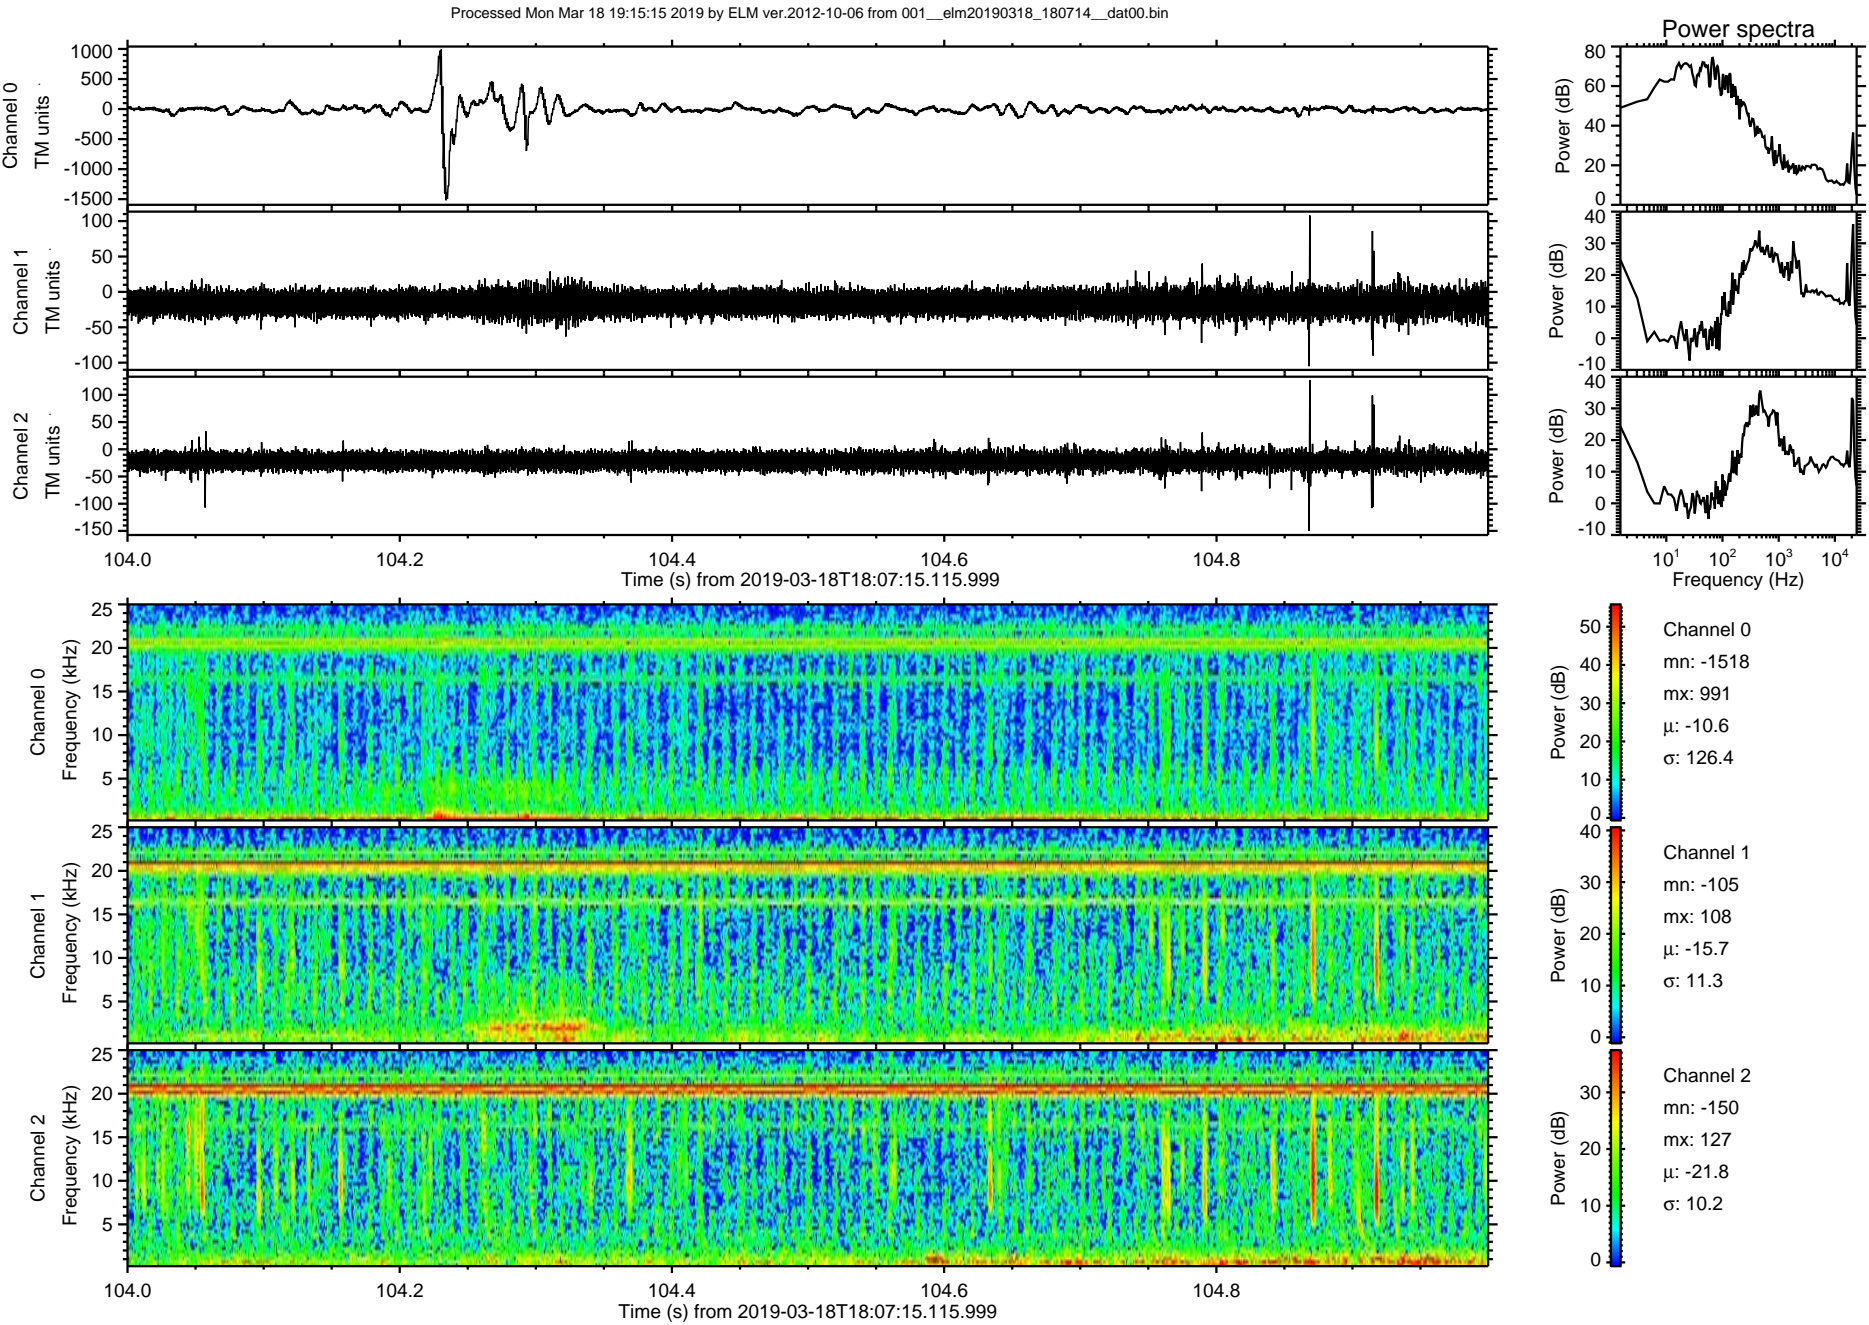 Processed Mon Mar 18 19:15:15 2019 by ELM ver.2012-10-06 from 001__elm20190318_180714__dat00.bin
Power spectra
Channel 0
TM units
1000
500
0
-500
-1000
-1500
Power (dB)
80
60
40
20
0
Channel 1
TM units
100
50
0
-50
-100
Power (dB)
40
30
20
10
0
-10
Channel 2
TM units
100
50
0
-50
-100
-150
Power (dB)
40
30
20
10
0
-10
104.0 104.2 104.4 104.6 104.8
Time (s) from 2019-03-18T18:07:15.115.999
10^1 10^2 10^3 10^4
Frequency (Hz)
Channel 0
Frequency (kHz)
25
20
15
10
5
Power (dB)
50
40
30
20
10
0
Channel 0
mn: -1518
mx: 991
μ: -10.6
σ: 126.4
Channel 1
Frequency (kHz)
25
20
15
10
5
Power (dB)
40
30
20
10
0
Channel 1
mn: -105
mx: 108
μ: -15.7
σ: 11.3
Channel 2
Frequency (kHz)
25
20
15
10
5
Power (dB)
30
20
10
0
Channel 2
mn: -150
mx: 127
μ: -21.8
σ: 10.2
104.0 104.2 104.4 104.6 104.8
Time (s) from 2019-03-18T18:07:15.115.999